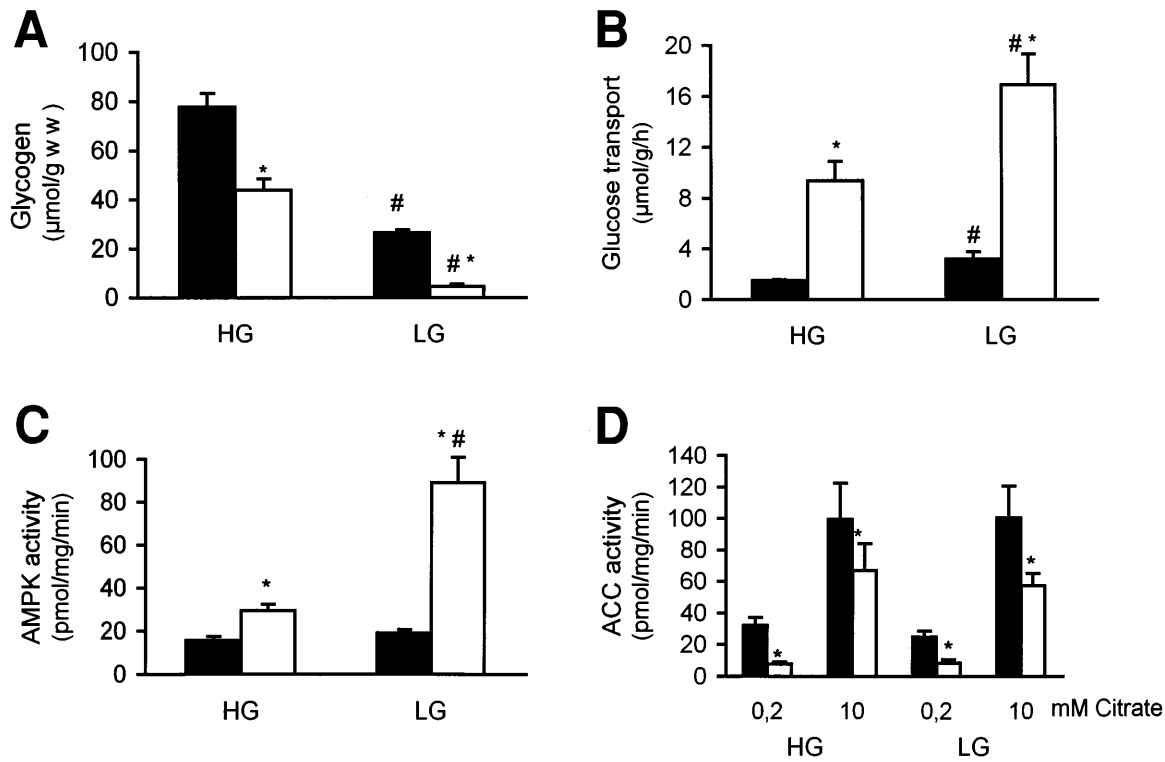 A
Glycogen
(µmol/g w w )
100
80
60
40
20
0
*
#
# *
HG LG
B
Glucose transport
(µmol/g/h)
20
16
12
8
4
0
*
#
# *
HG LG
C
AMPK activity
(pmol/mg/min)
100
80
60
40
20
0
*
* #
HG LG
D
ACC activity
(pmol/mg/min)
140
120
100
80
60
40
20
0
*
*
*
*
0,2 10 0,2 10 mM Citrate
HG LG